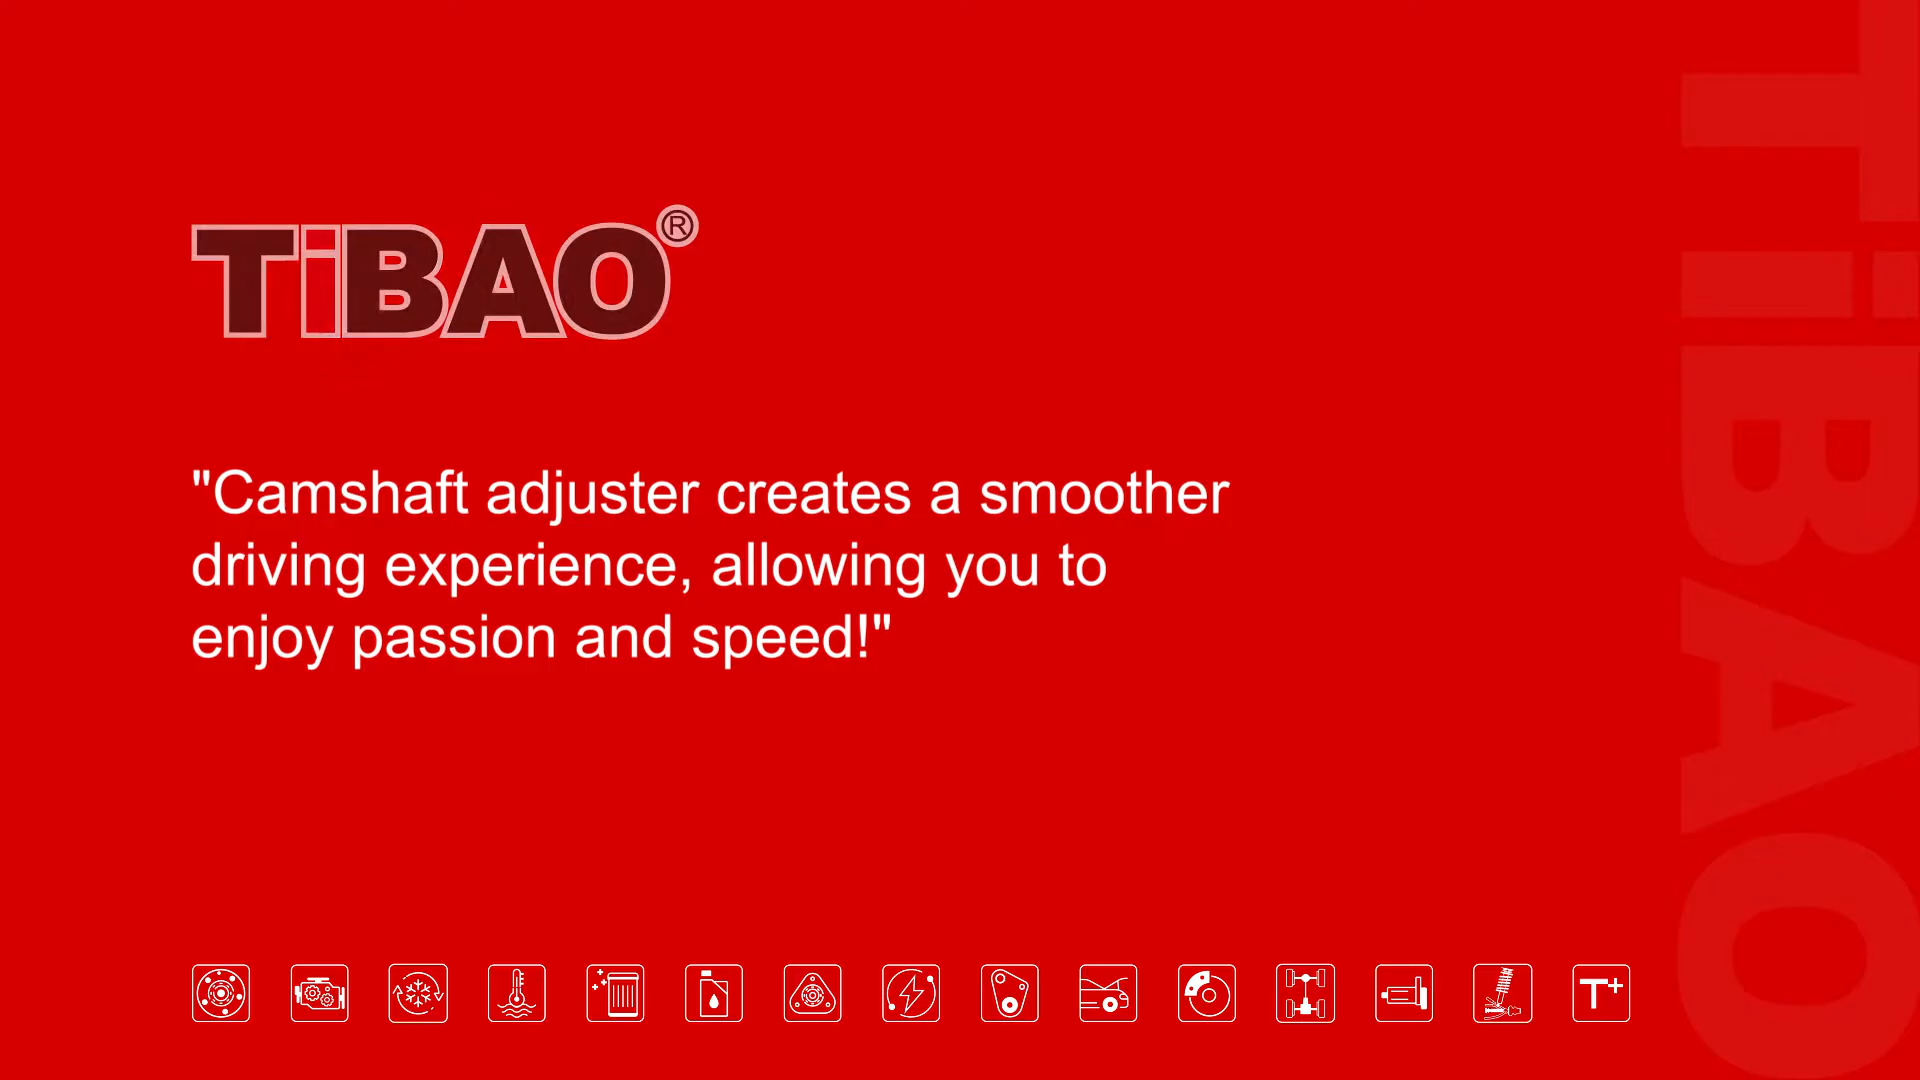 TiBAO®
"Camshaft adjuster creates a smoother
driving experience, allowing you to
enjoy passion and speed!"
T+
TiBAO